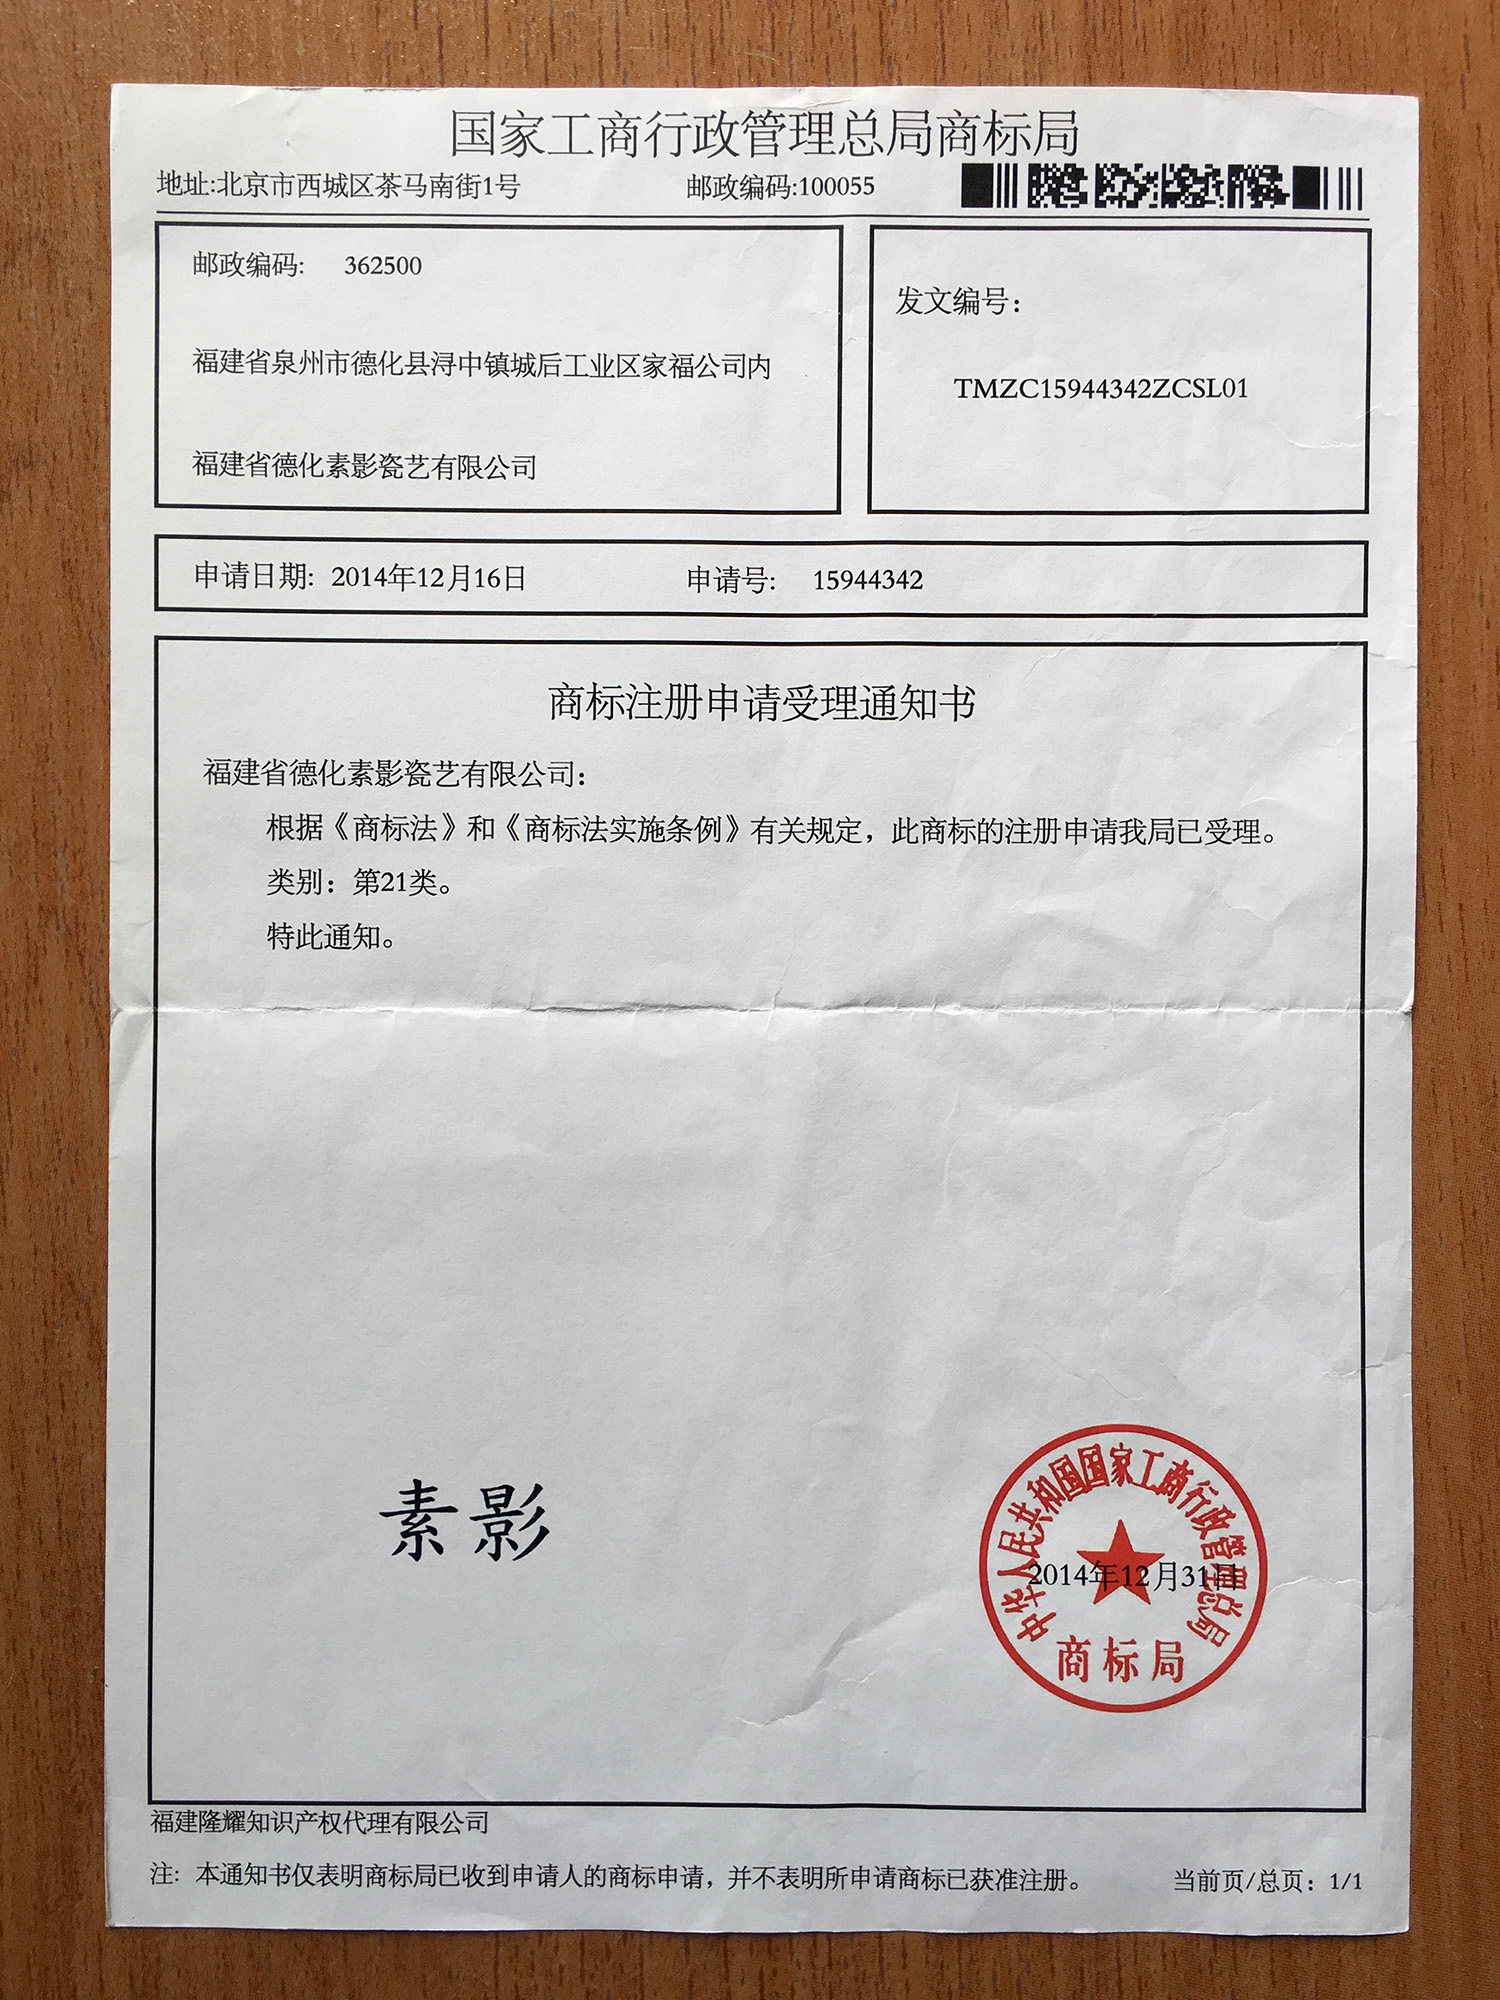 国家工商行政管理总局商标局
地址:北京市西城区茶马南街1号 邮政编码:100055
邮政编码: 362500
福建省泉州市德化县浔中镇城后工业区家福公司内
福建省德化素影瓷艺有限公司
发文编号:
TMZC15944342ZCSL01
申请日期: 2014年12月16日 申请号: 15944342
商标注册申请受理通知书
福建省德化素影瓷艺有限公司:
根据《商标法》和《商标法实施条例》有关规定，此商标的注册申请我局已受理。
类别：第21类。
特此通知。
素影
中华人民共和国国家工商行政管理总局
2014年12月31日
商标局
福建隆耀知识产权代理有限公司
注: 本通知书仅表明商标局已收到申请人的商标申请，并不表明所申请商标已获准注册。 当前页/总页：1/1